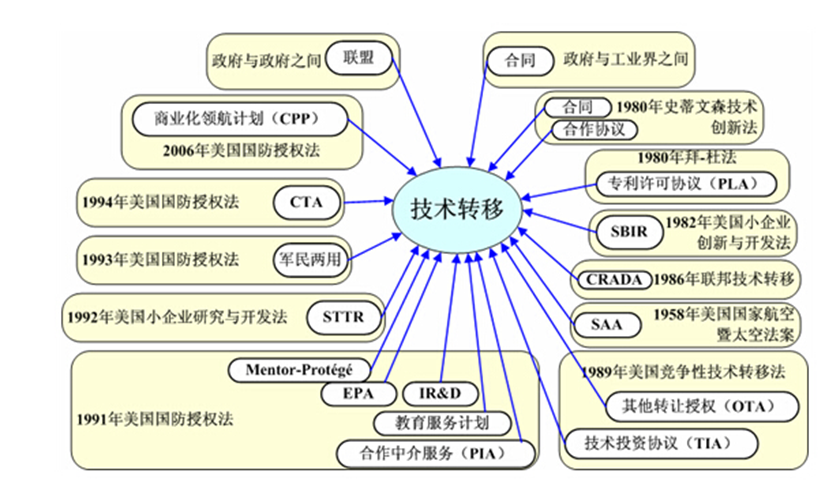 政府与政府之间 联盟
合同 政府与工业界之间
商业化领航计划（CPP）
2006年美国国防授权法
合同 1980年史蒂文森技术
合作协议 创新法
1980年拜-杜法
专利许可协议（PLA）
技术转移
1994年美国国防授权法 CTA
SBIR 1982年美国小企业
创新与开发法
1993年美国国防授权法 军民两用
CRADA 1986年联邦技术转移
1992年美国小企业研究与开发法 STTR
SAA 1958年美国国家航空
暨太空法案
Mentor-Protégé
EPA IR&D
1991年美国国防授权法 教育服务计划
合作中介服务（PIA）
1989年美国竞争性技术转移法
其他转让授权（OTA）
技术投资协议（TIA）